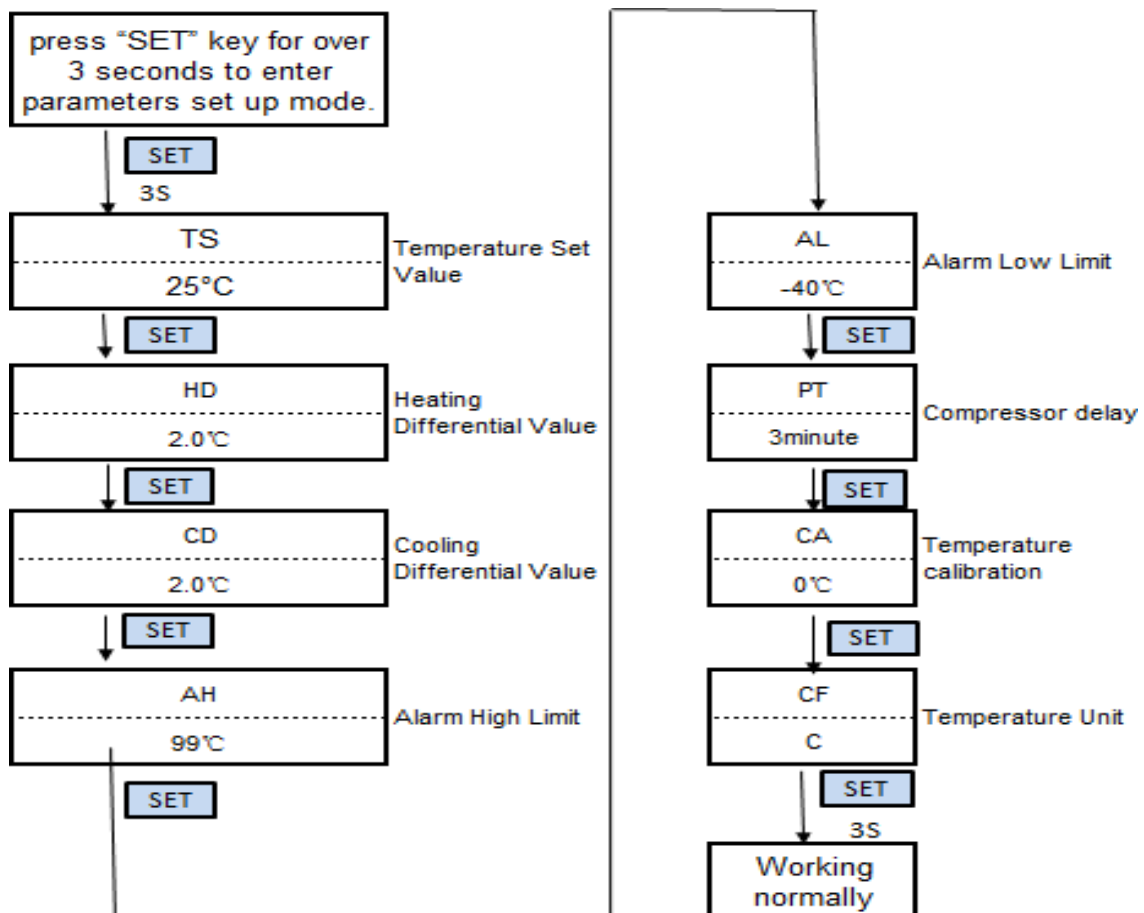 press “SET” key for over
3 seconds to enter
parameters set up mode.
SET
3S
TS
25°C
Temperature Set
Value
SET
HD
2.0℃
Heating
Differential Value
SET
CD
2.0℃
Cooling
Differential Value
SET
AH
99℃
Alarm High Limit
SET
AL
-40℃
Alarm Low Limit
SET
PT
3minute
Compressor delay
SET
CA
0℃
Temperature
calibration
SET
CF
C
Temperature Unit
SET
3S
Working
normally